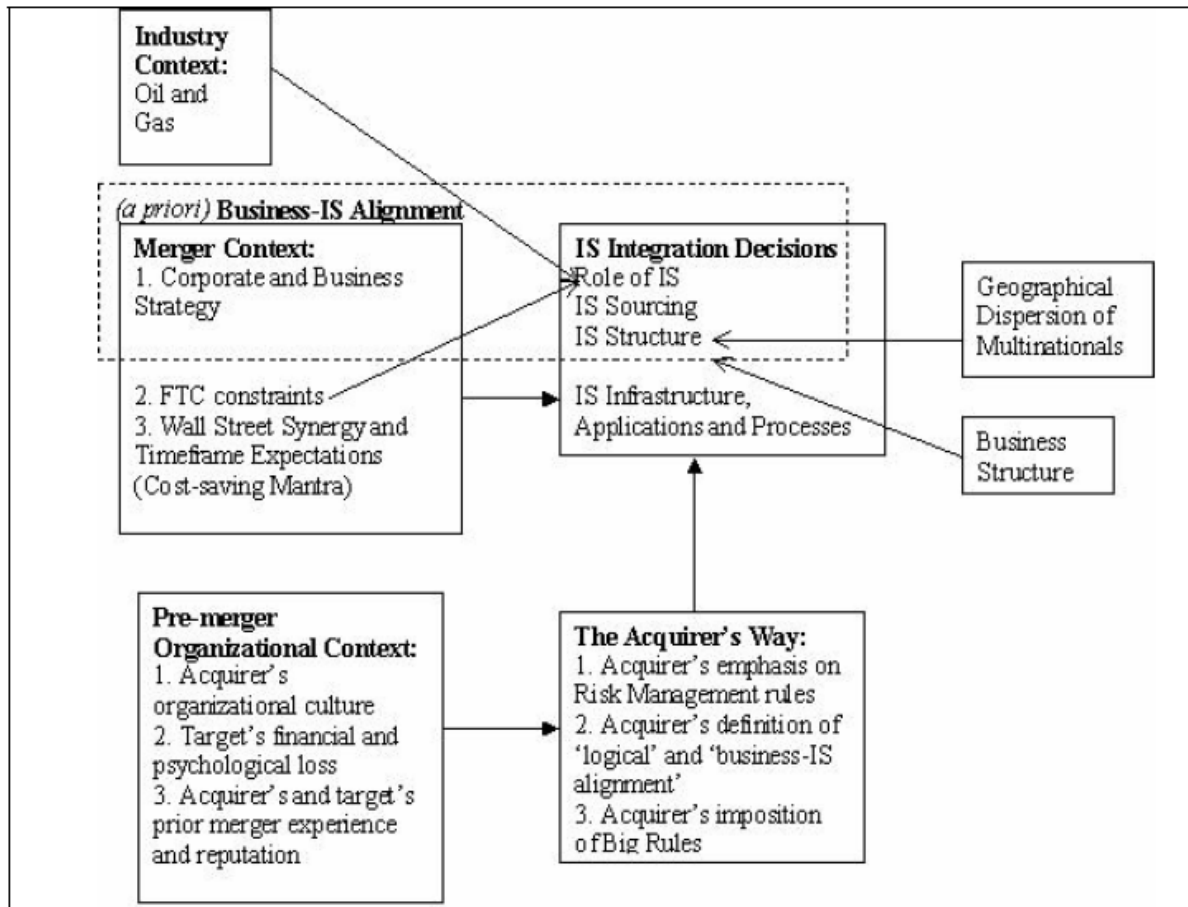 Industry
Context:
Oil and
Gas
(a priori) Business-IS Alignment
Merger Context:
1. Corporate and Business
Strategy
2. FTC constraints
3. Wall Street Synergy and
Timeframe Expectations
(Cost-saving Mantra)
IS Integration Decisions
Role of IS
IS Sourcing
IS Structure
IS Infrastructure,
Applications and Processes
Geographical
Dispersion of
Multinationals
Business
Structure
Pre-merger
Organizational Context:
1. Acquirer's
organizational culture
2. Target's financial and
psychological loss
3. Acquirer's and target's
prior merger experience
and reputation
The Acquirer's Way:
1. Acquirer's emphasis on
Risk Management rules
2. Acquirer's definition of
'logical' and 'business-IS
alignment'
3. Acquirer's imposition
of Big Rules